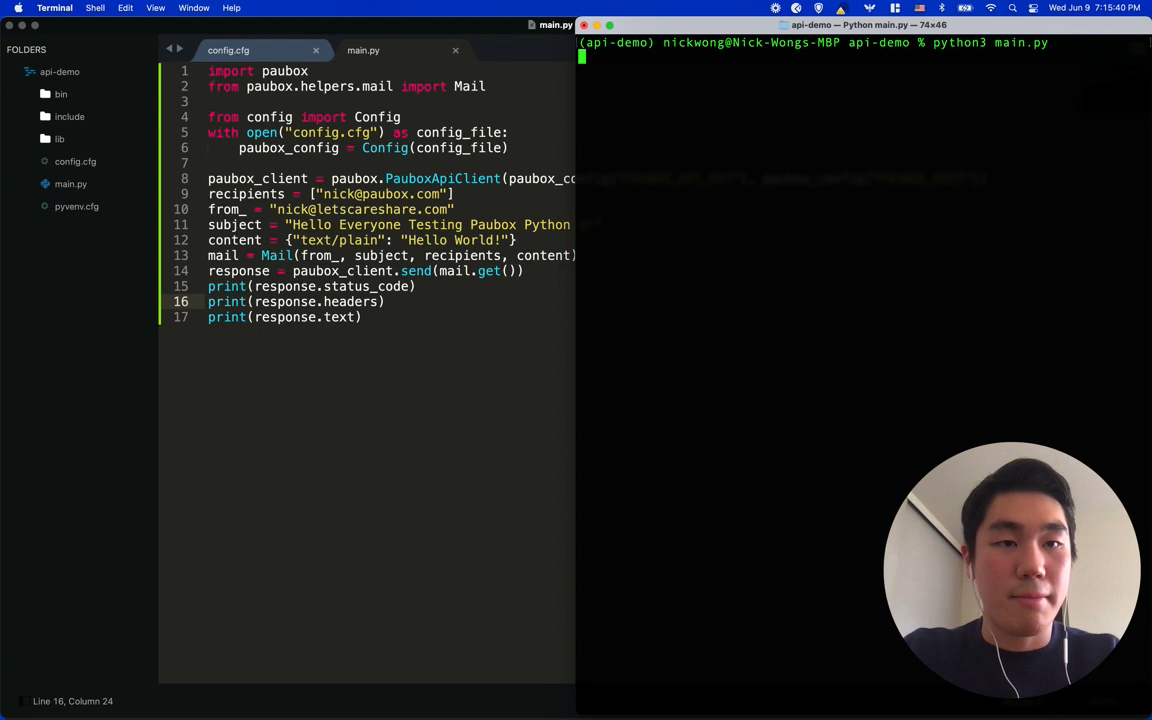 Terminal Shell Edit View Window Help Wed Jun 9 7:15:40 PM
main.py
api-demo — Python main.py — 74×46
FOLDERS
api-demo
bin
include
lib
config.cfg
main.py
pyvenv.cfg
config.cfg × main.py ×
1 import paubox
2 from paubox.helpers.mail import Mail
3
4 from config import Config
5 with open("config.cfg") as config_file:
6 paubox_config = Config(config_file)
7
8 paubox_client = paubox.PauboxApiClient(paubox_co
9 recipients = ["nick@paubox.com"]
10 from_ = "nick@letscareshare.com"
11 subject = "Hello Everyone Testing Paubox Python
12 content = {"text/plain": "Hello World!"}
13 mail = Mail(from_, subject, recipients, content)
14 response = paubox_client.send(mail.get())
15 print(response.status_code)
16 print(response.headers)
17 print(response.text)
(api-demo) nickwong@Nick-Wongs-MBP api-demo % python3 main.py
Line 16, Column 24